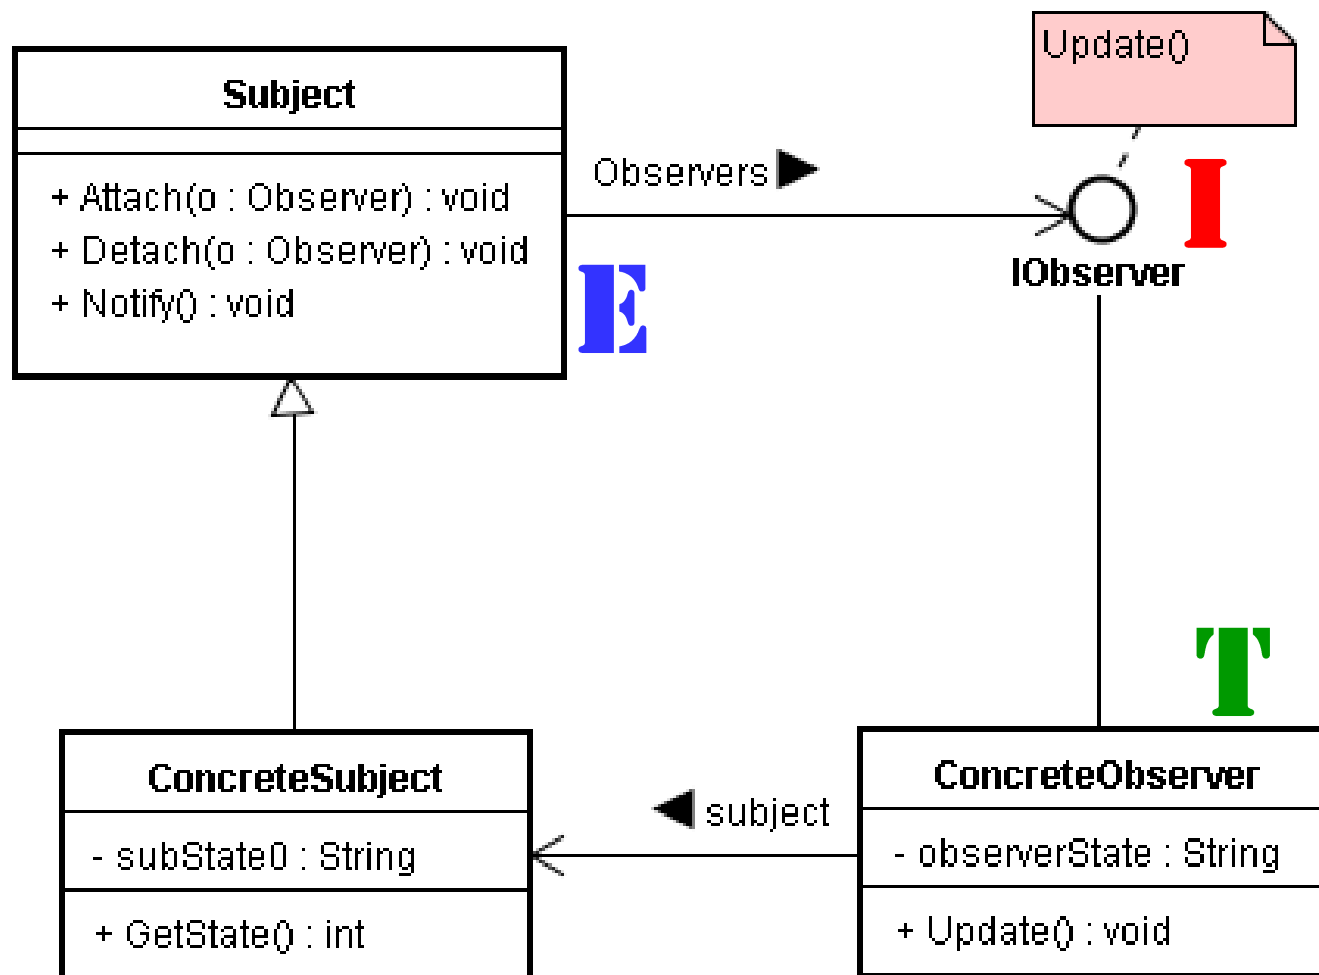 Update()
Subject
+ Attach(o : Observer) : void
+ Detach(o : Observer) : void
+ Notify() : void
Observers
I
IObserver
E
T
ConcreteSubject
- subState0 : String
+ GetState() : int
subject
ConcreteObserver
- observerState : String
+ Update() : void